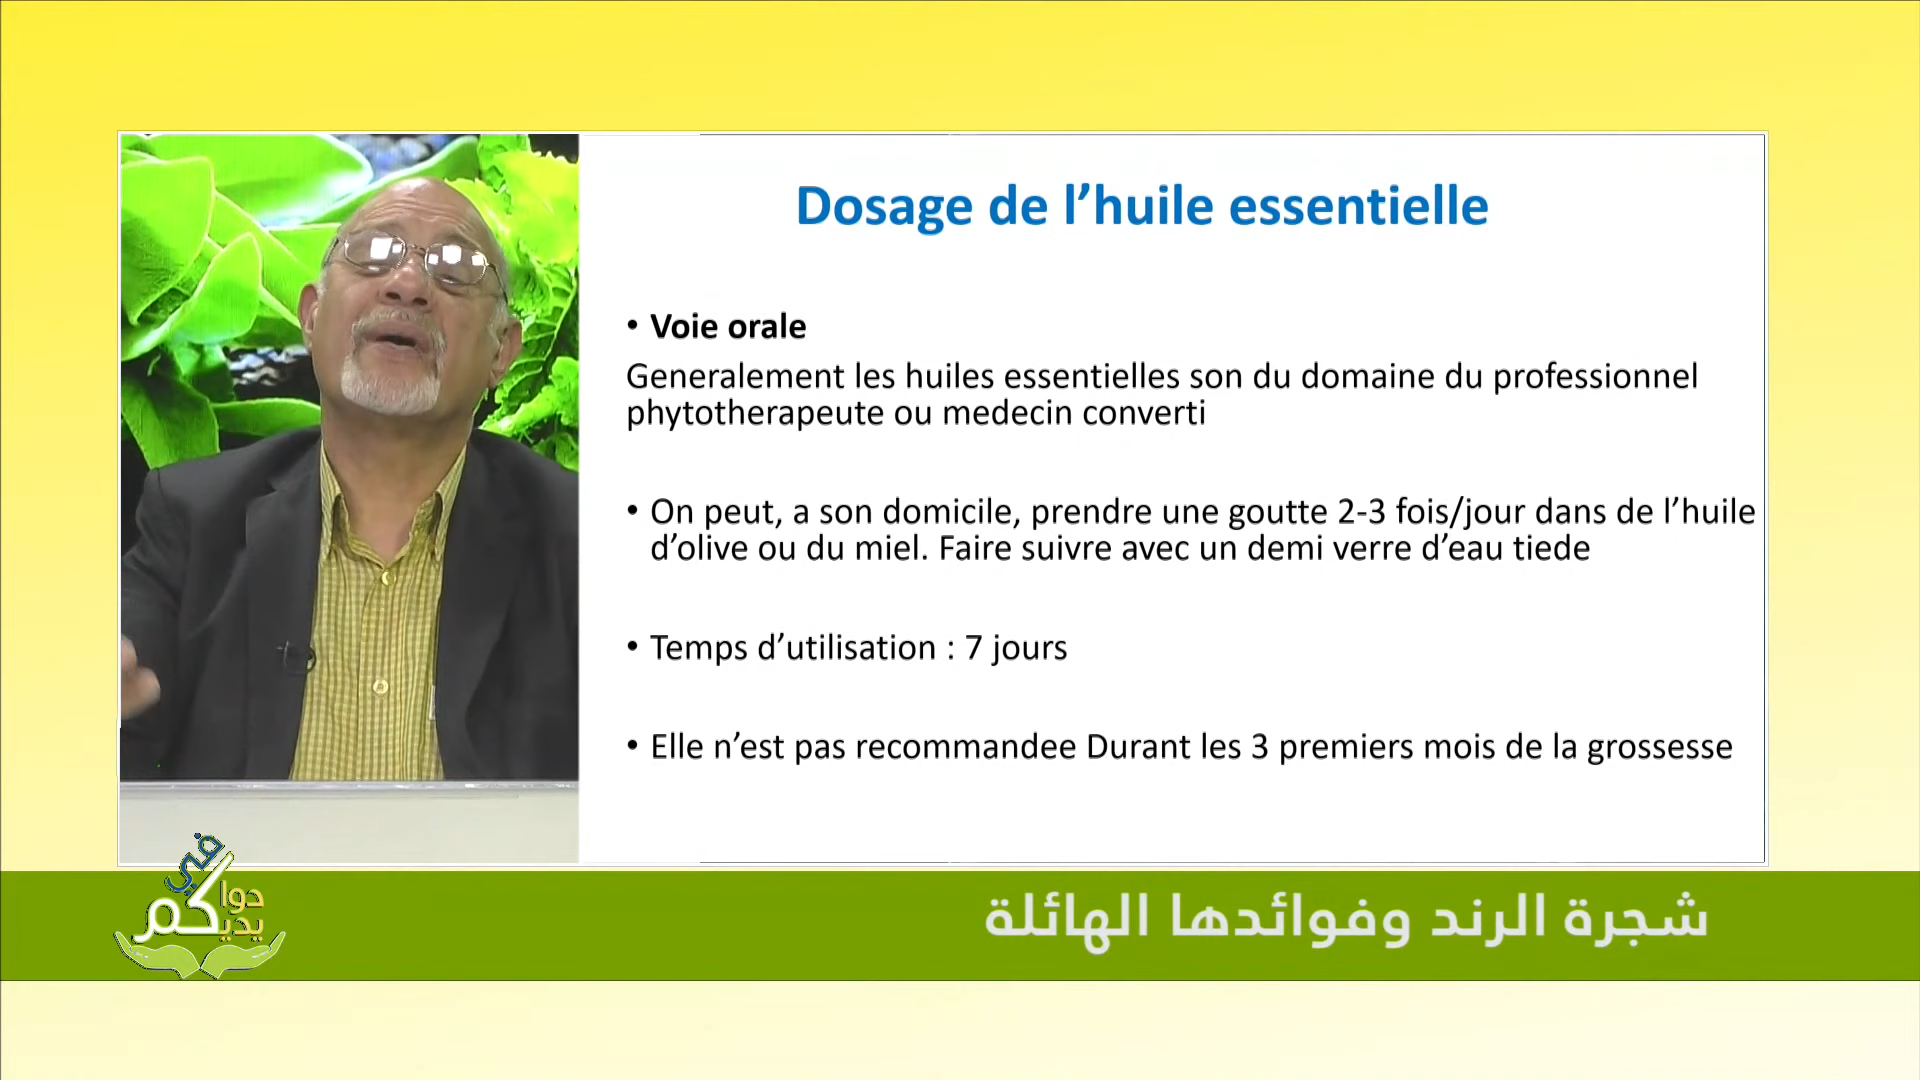 Dosage de l’huile essentielle
• Voie orale
Generalement les huiles essentielles son du domaine du professionnel
phytotherapeute ou medecin converti
• On peut, a son domicile, prendre une goutte 2-3 fois/jour dans de l’huile
d’olive ou du miel. Faire suivre avec un demi verre d’eau tiede
• Temps d’utilisation : 7 jours
• Elle n’est pas recommandee Durant les 3 premiers mois de la grossesse
شجرة الرند وفوائدها الهائلة
دواكم
في
يديكم